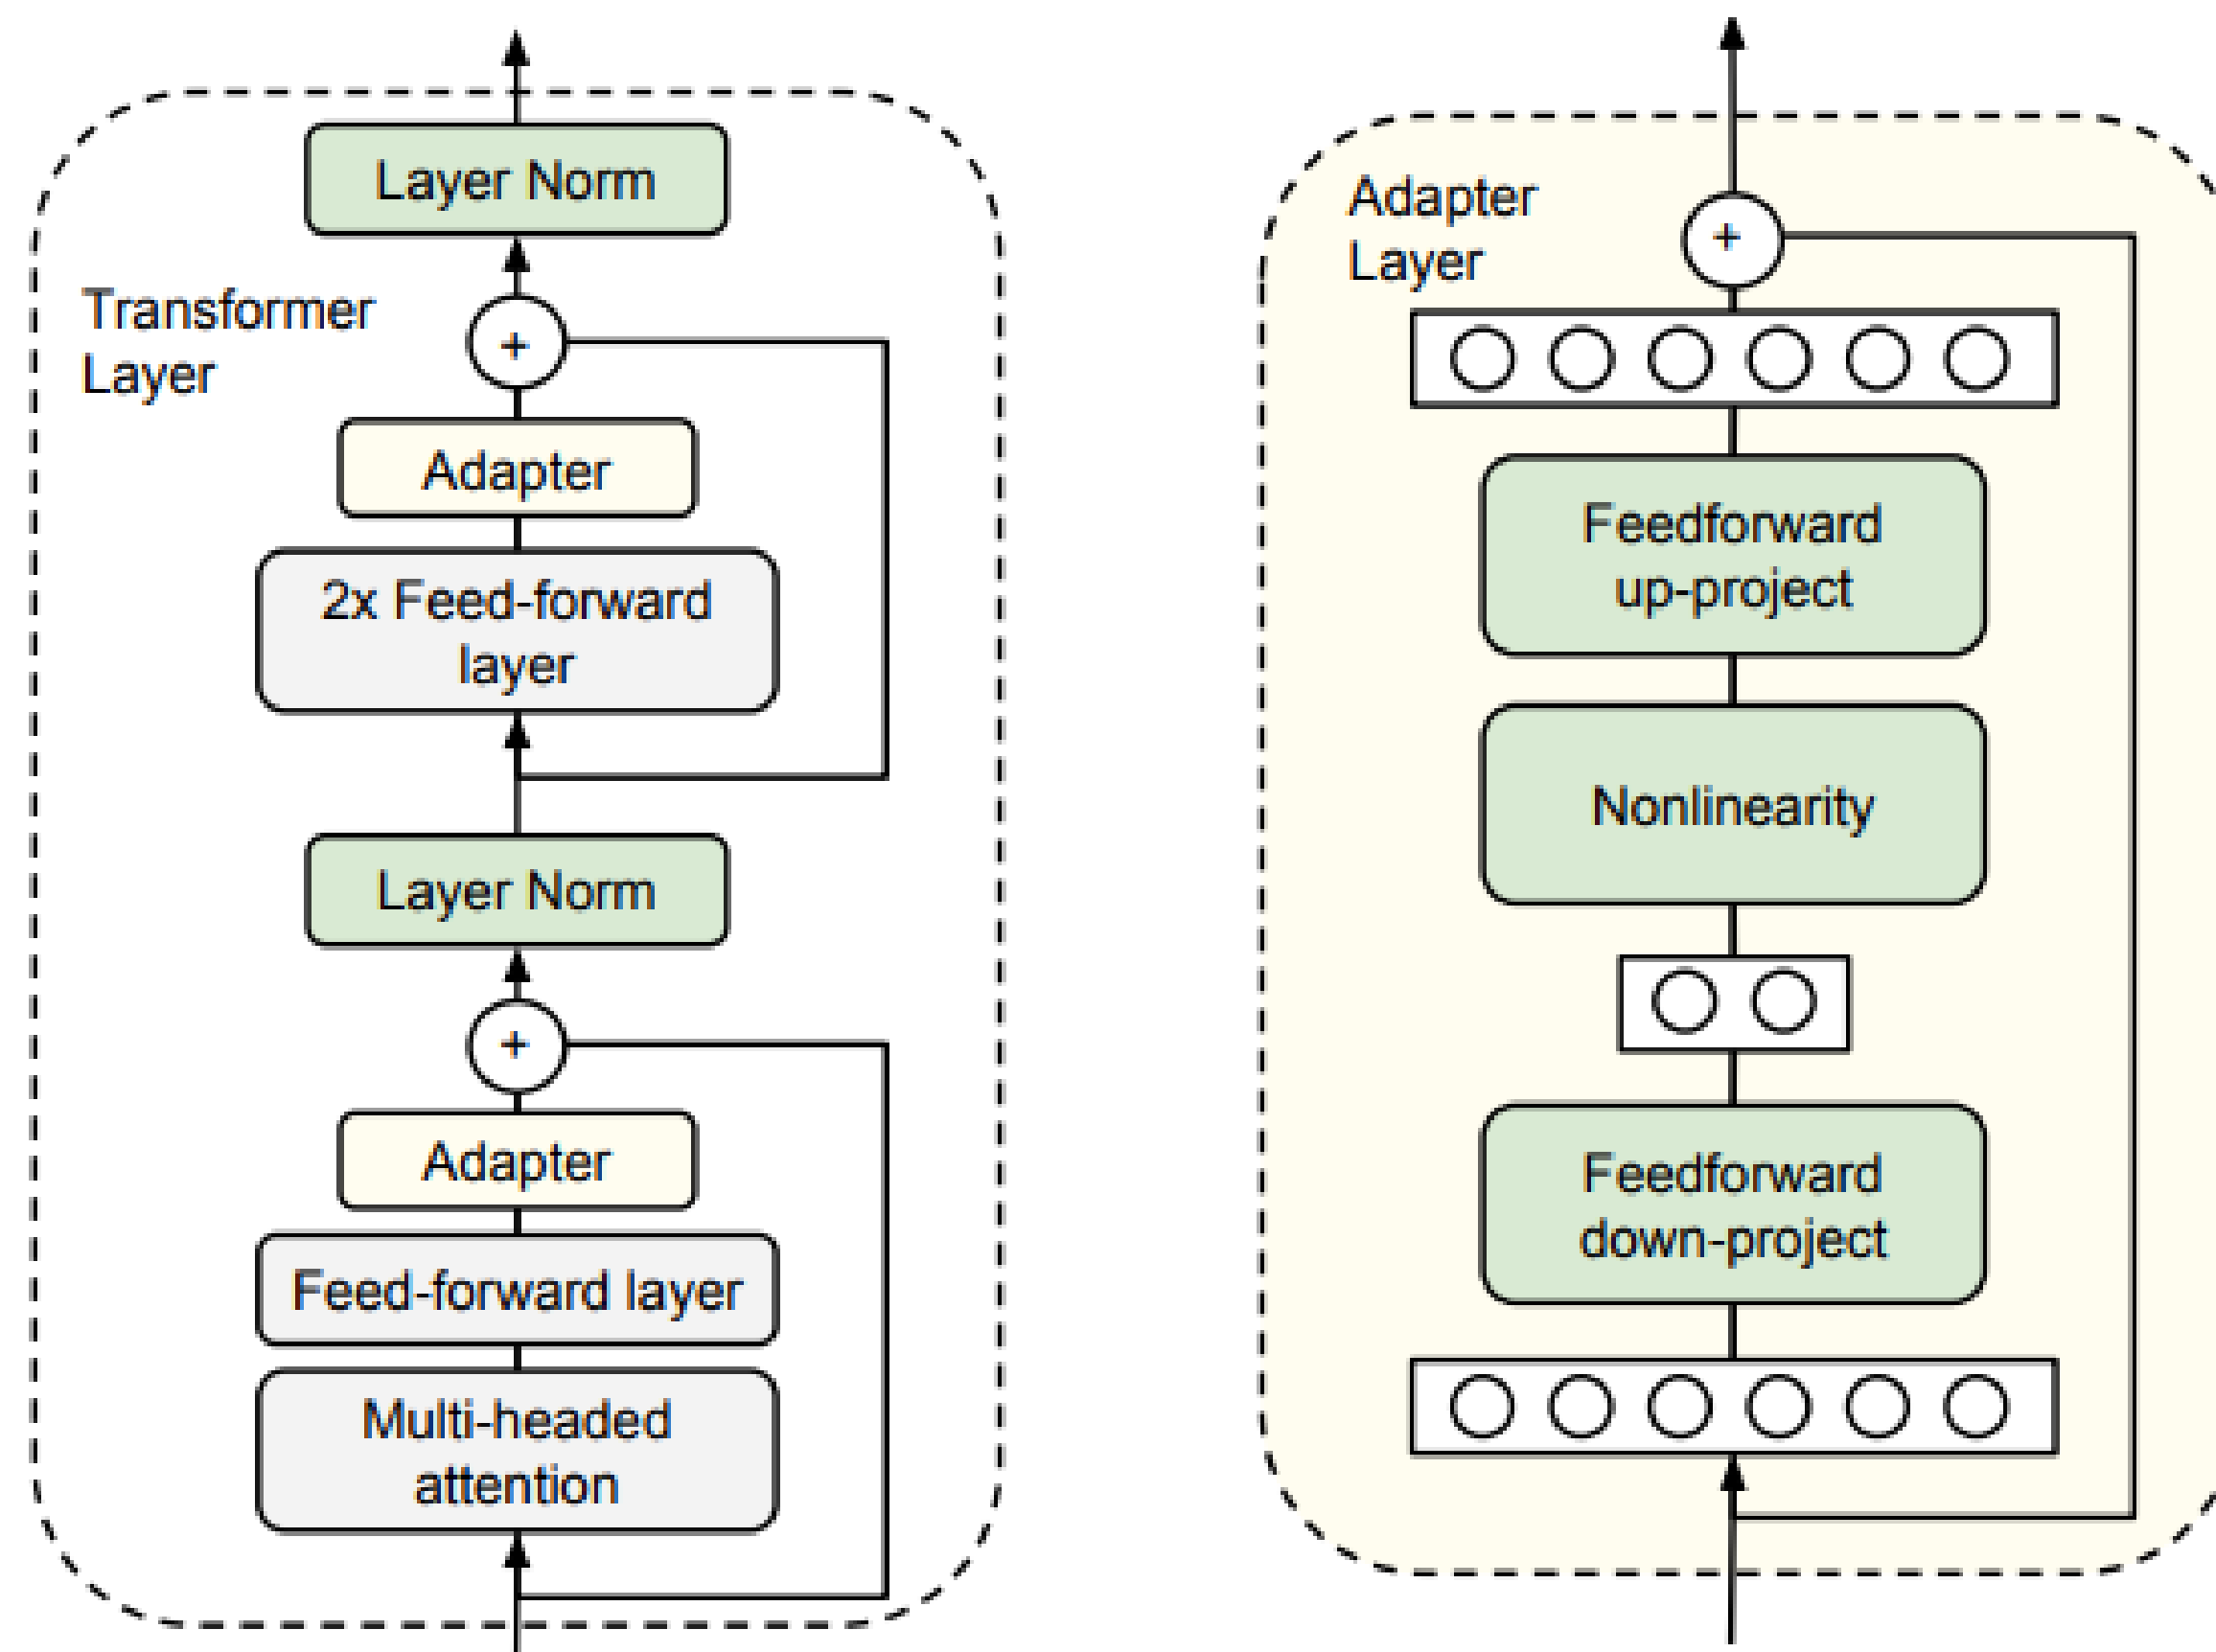 Layer Norm
Transformer
Layer
+
Adapter
2x Feed-forward
layer
Layer Norm
+
Adapter
Feed-forward layer
Multi-headed
attention
Adapter
Layer
+
Feedforward
up-project
Nonlinearity
Feedforward
down-project